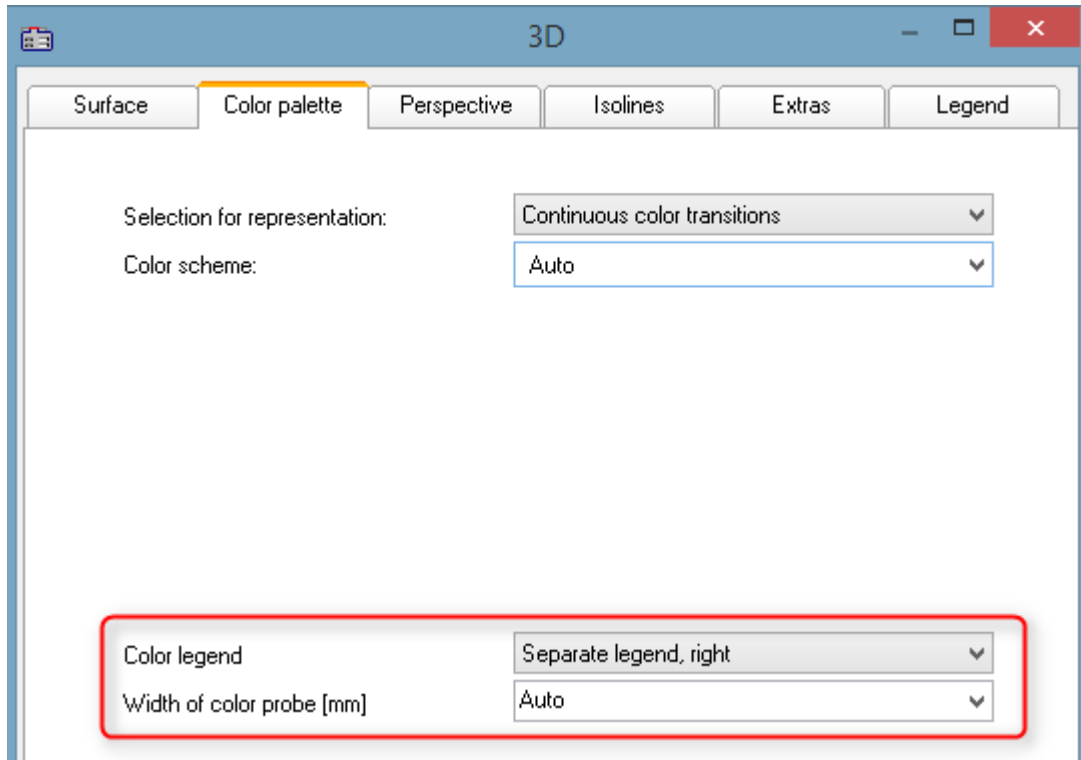 3D
Surface Color palette Perspective Isolines Extras Legend
Selection for representation: Continuous color transitions
Color scheme: Auto
Color legend Separate legend, right
Width of color probe [mm] Auto